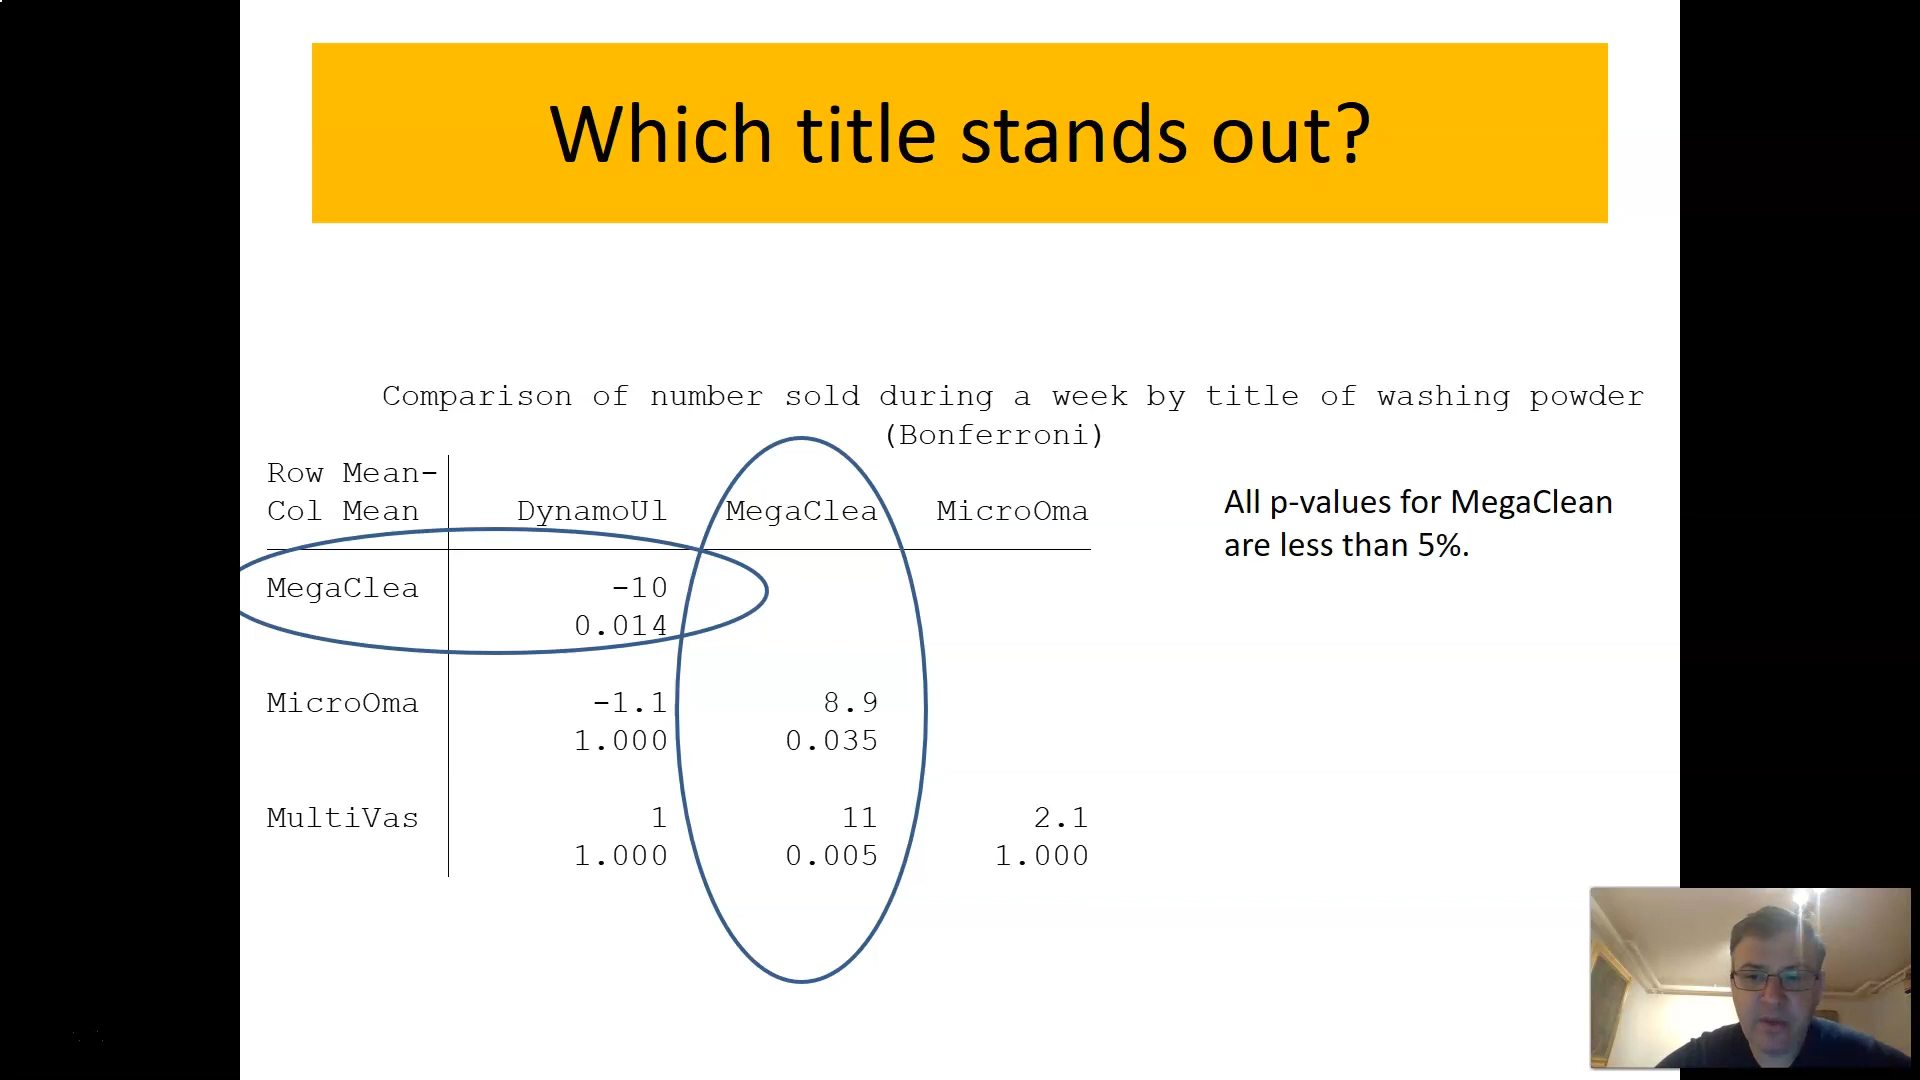 Which title stands out?
Comparison of number sold during a week by title of washing powder
(Bonferroni)
Row Mean-
Col Mean DynamoUl MegaClea MicroOma
MegaClea -10
0.014
MicroOma -1.1 8.9
1.000 0.035
MultiVas 1 11 2.1
1.000 0.005 1.000
All p-values for MegaClean
are less than 5%.